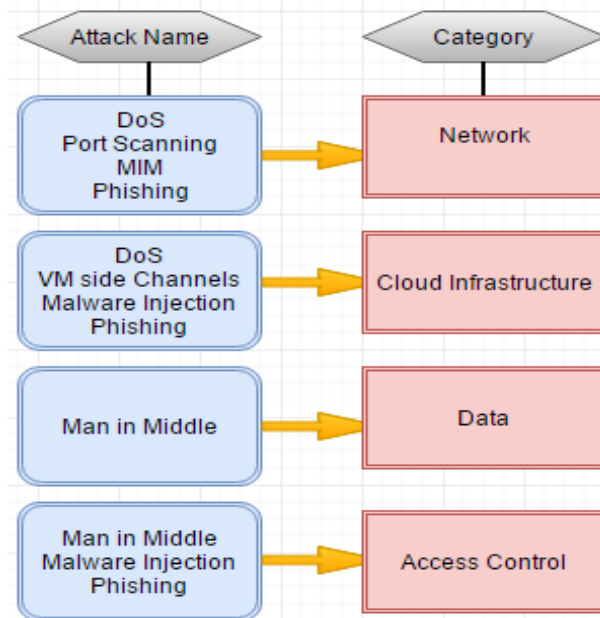 Attack Name
Category
DoS
Port Scanning
MIM
Phishing
Network
DoS
VM side Channels
Malware Injection
Phishing
Cloud Infrastructure
Man in Middle
Data
Man in Middle
Malware Injection
Phishing
Access Control